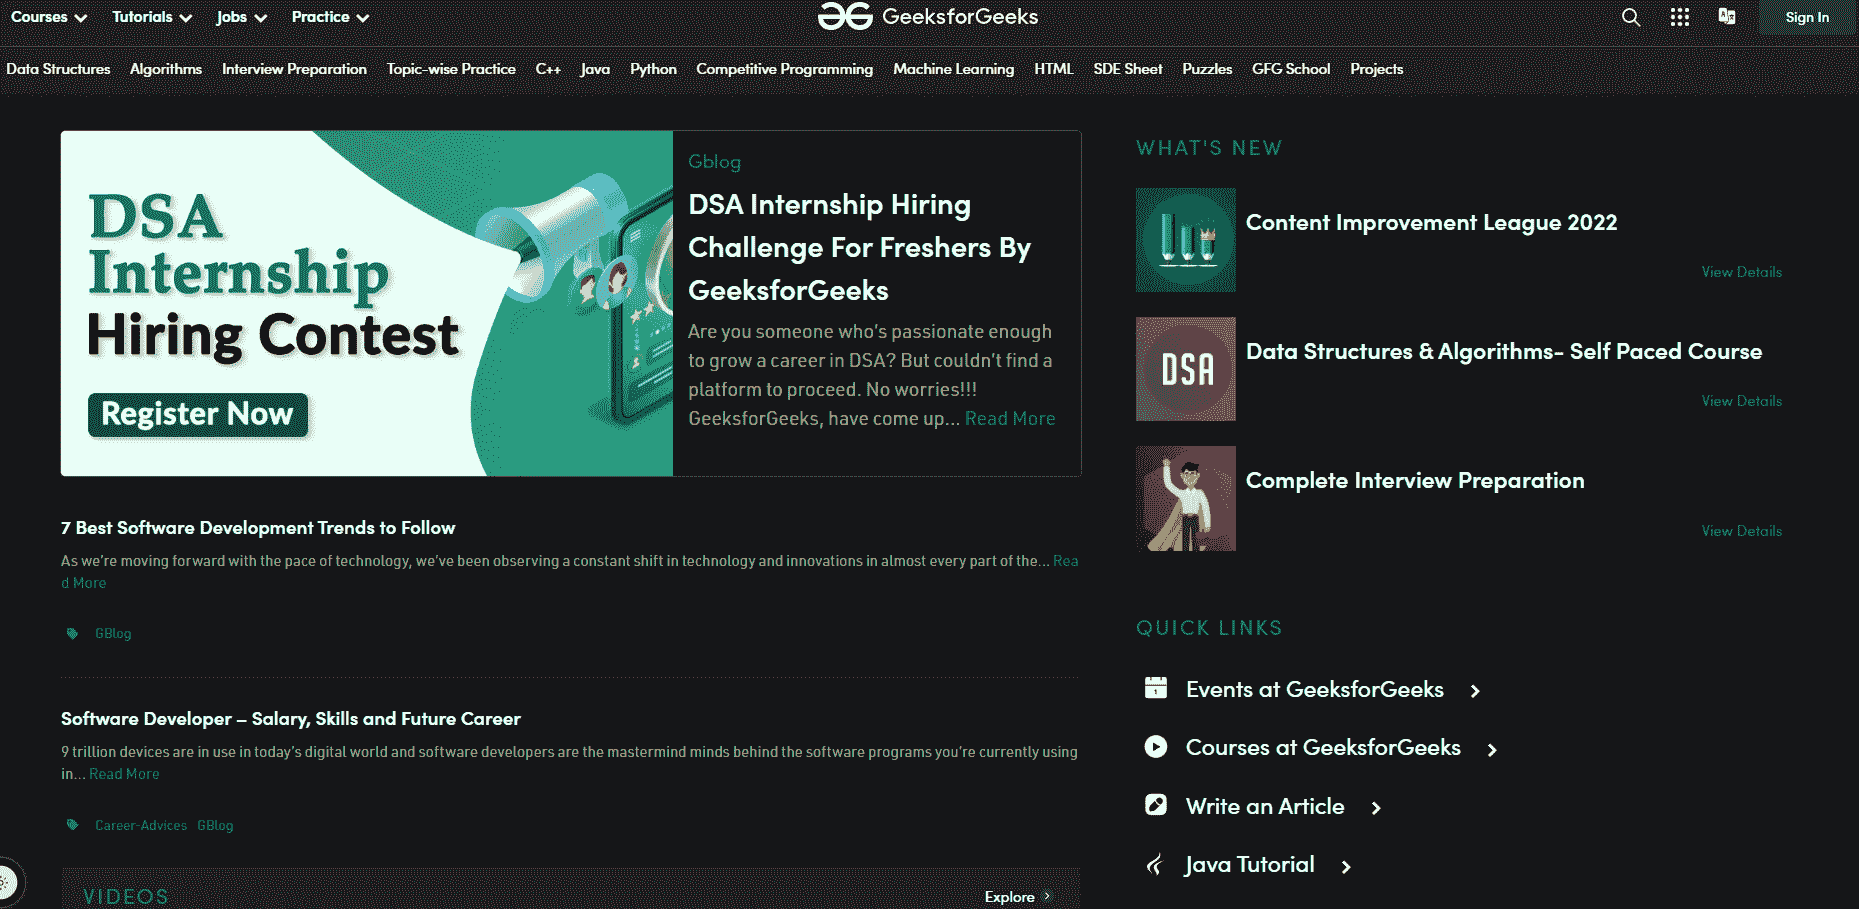 Courses Tutorials Jobs Practice GeeksforGeeks Sign In
Data Structures Algorithms Interview Preparation Topic-wise Practice C++ Java Python Competitive Programming Machine Learning HTML SDE Sheet Puzzles GFG School Projects
DSA
Internship
Hiring Contest
Register Now
Gblog
DSA Internship Hiring
Challenge For Freshers By
GeeksforGeeks
Are you someone who's passionate enough
to grow a career in DSA? But couldn't find a
platform to proceed. No worries!!!
GeeksforGeeks, have come up... Read More
7 Best Software Development Trends to Follow
As we're moving forward with the pace of technology, we've been observing a constant shift in technology and innovations in almost every part of the... Rea
d More
GBlog
Software Developer – Salary, Skills and Future Career
9 trillion devices are in use in today's digital world and software developers are the mastermind minds behind the software programs you're currently using
in... Read More
Career-Advices GBlog
VIDEOS
Explore
WHAT'S NEW
Content Improvement League 2022
View Details
DSA
Data Structures & Algorithms- Self Paced Course
View Details
Complete Interview Preparation
View Details
QUICK LINKS
1
Events at GeeksforGeeks
Courses at GeeksforGeeks
Write an Article
Java Tutorial